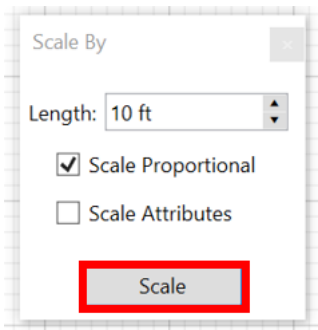 Scale By
Length: 10 ft
Scale Proportional
Scale Attributes
Scale